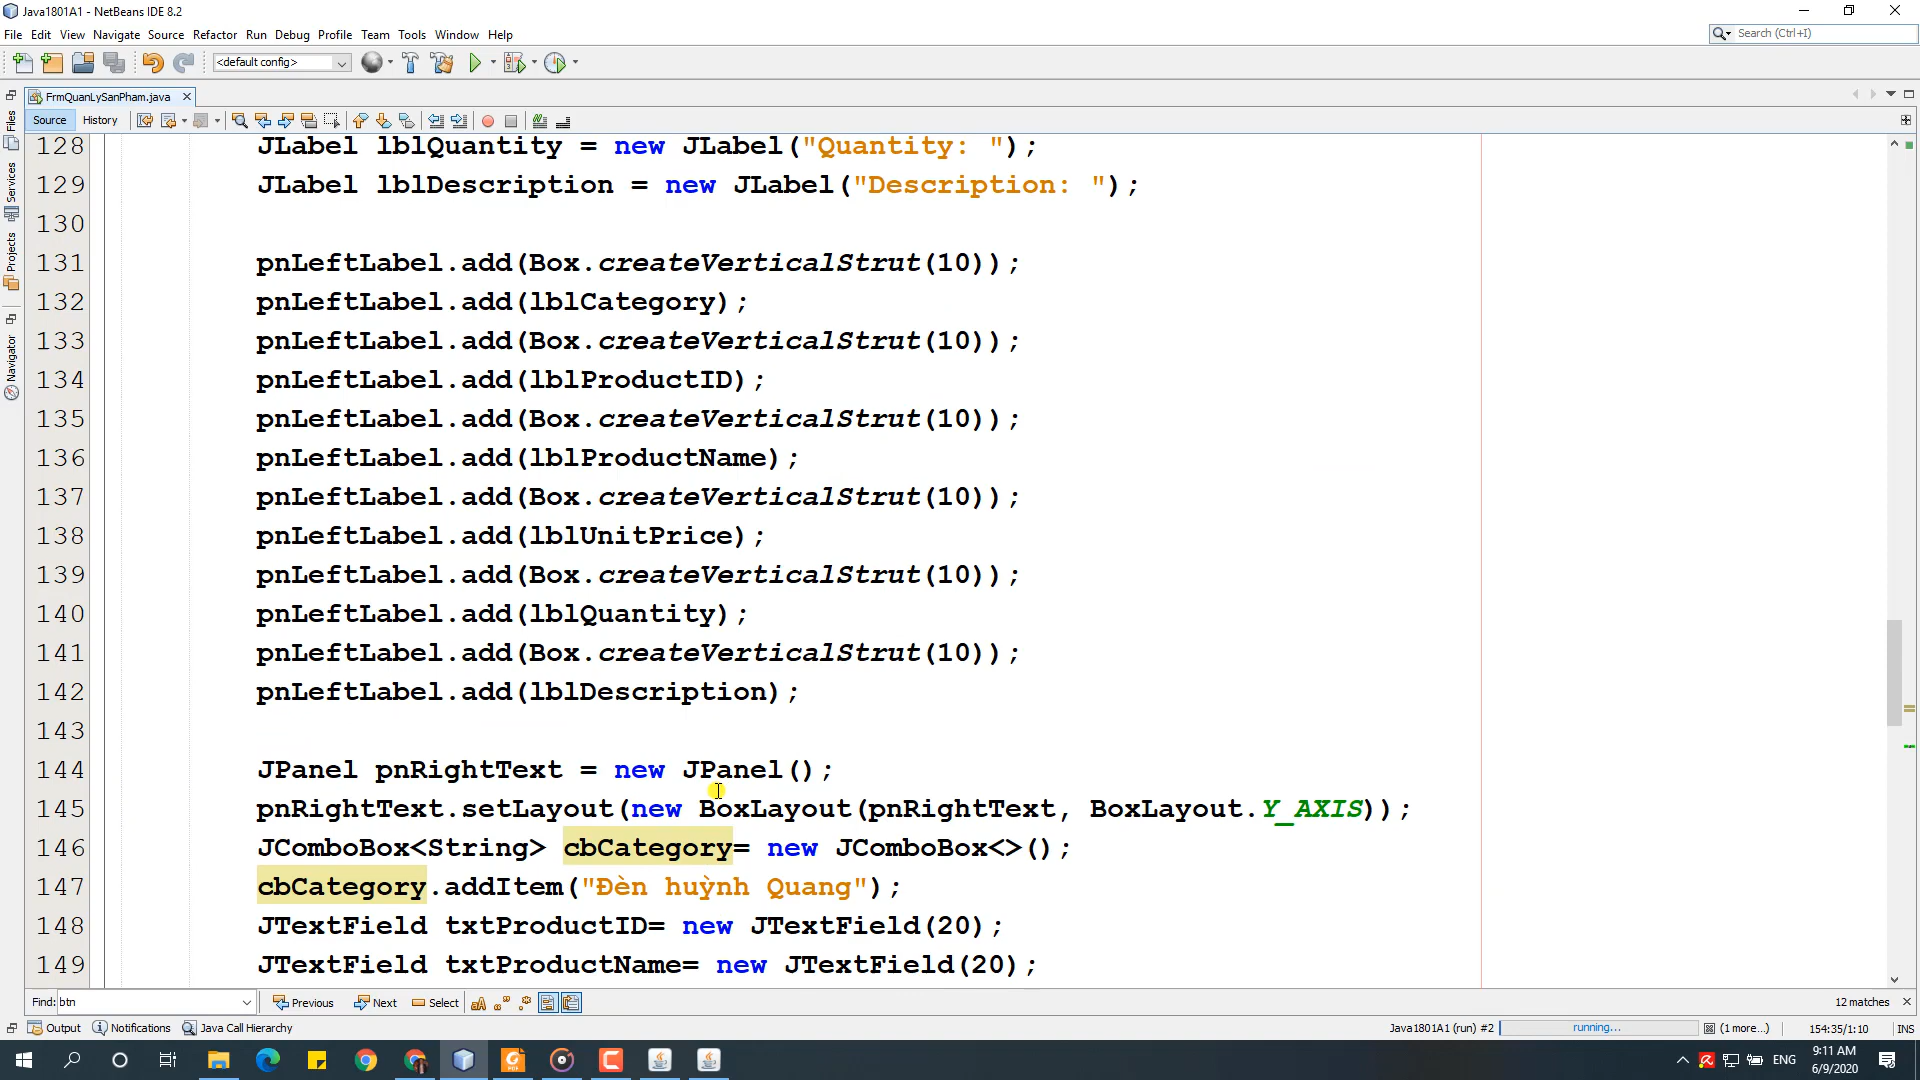 Java1801A1 - NetBeans IDE 8.2
File Edit View Navigate Source Refactor Run Debug Profile Team Tools Window Help
Search (Ctrl+I)
<default config>
FrmQuanLySanPham.java
Source History
Files
Services
Projects
Navigator
128 JLabel lblQuantity = new JLabel("Quantity: ");
129 JLabel lblDescription = new JLabel("Description: ");
130
131 pnLeftLabel.add(Box.createVerticalStrut(10));
132 pnLeftLabel.add(lblCategory);
133 pnLeftLabel.add(Box.createVerticalStrut(10));
134 pnLeftLabel.add(lblProductID);
135 pnLeftLabel.add(Box.createVerticalStrut(10));
136 pnLeftLabel.add(lblProductName);
137 pnLeftLabel.add(Box.createVerticalStrut(10));
138 pnLeftLabel.add(lblUnitPrice);
139 pnLeftLabel.add(Box.createVerticalStrut(10));
140 pnLeftLabel.add(lblQuantity);
141 pnLeftLabel.add(Box.createVerticalStrut(10));
142 pnLeftLabel.add(lblDescription);
143
144 JPanel pnRightText = new JPanel();
145 pnRightText.setLayout(new BoxLayout(pnRightText, BoxLayout.Y_AXIS));
146 JComboBox<String> cbCategory= new JComboBox<>();
147 cbCategory.addItem("Đèn huỳnh Quang");
148 JTextField txtProductID= new JTextField(20);
149 JTextField txtProductName= new JTextField(20);
Find: btn Previous Next Select 12 matches
Output Notifications Java Call Hierarchy Java1801A1 (run) #2 running... (1 more...) 154:35/1:10 INS
ENG 9:11 AM
6/9/2020